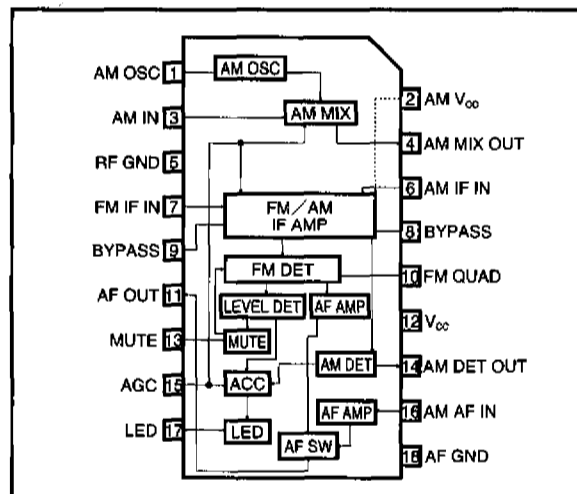 AM OSC 1
AM OSC
2 AM Vcc
AM IN 3
AM MIX
4 AM MIX OUT
RF GND 5
6 AM IF IN
FM IF IN 7
FM/AM
IF AMP
8 BYPASS
BYPASS 9
FM DET
10 FM QUAD
AF OUT 11
LEVEL DET
AF AMP
12 Vcc
MUTE 13
MUTE
AM DET
14 AM DET OUT
AGC 15
ACC
AF AMP
16 AM AF IN
LED 17
LED
AF SW
18 AF GND